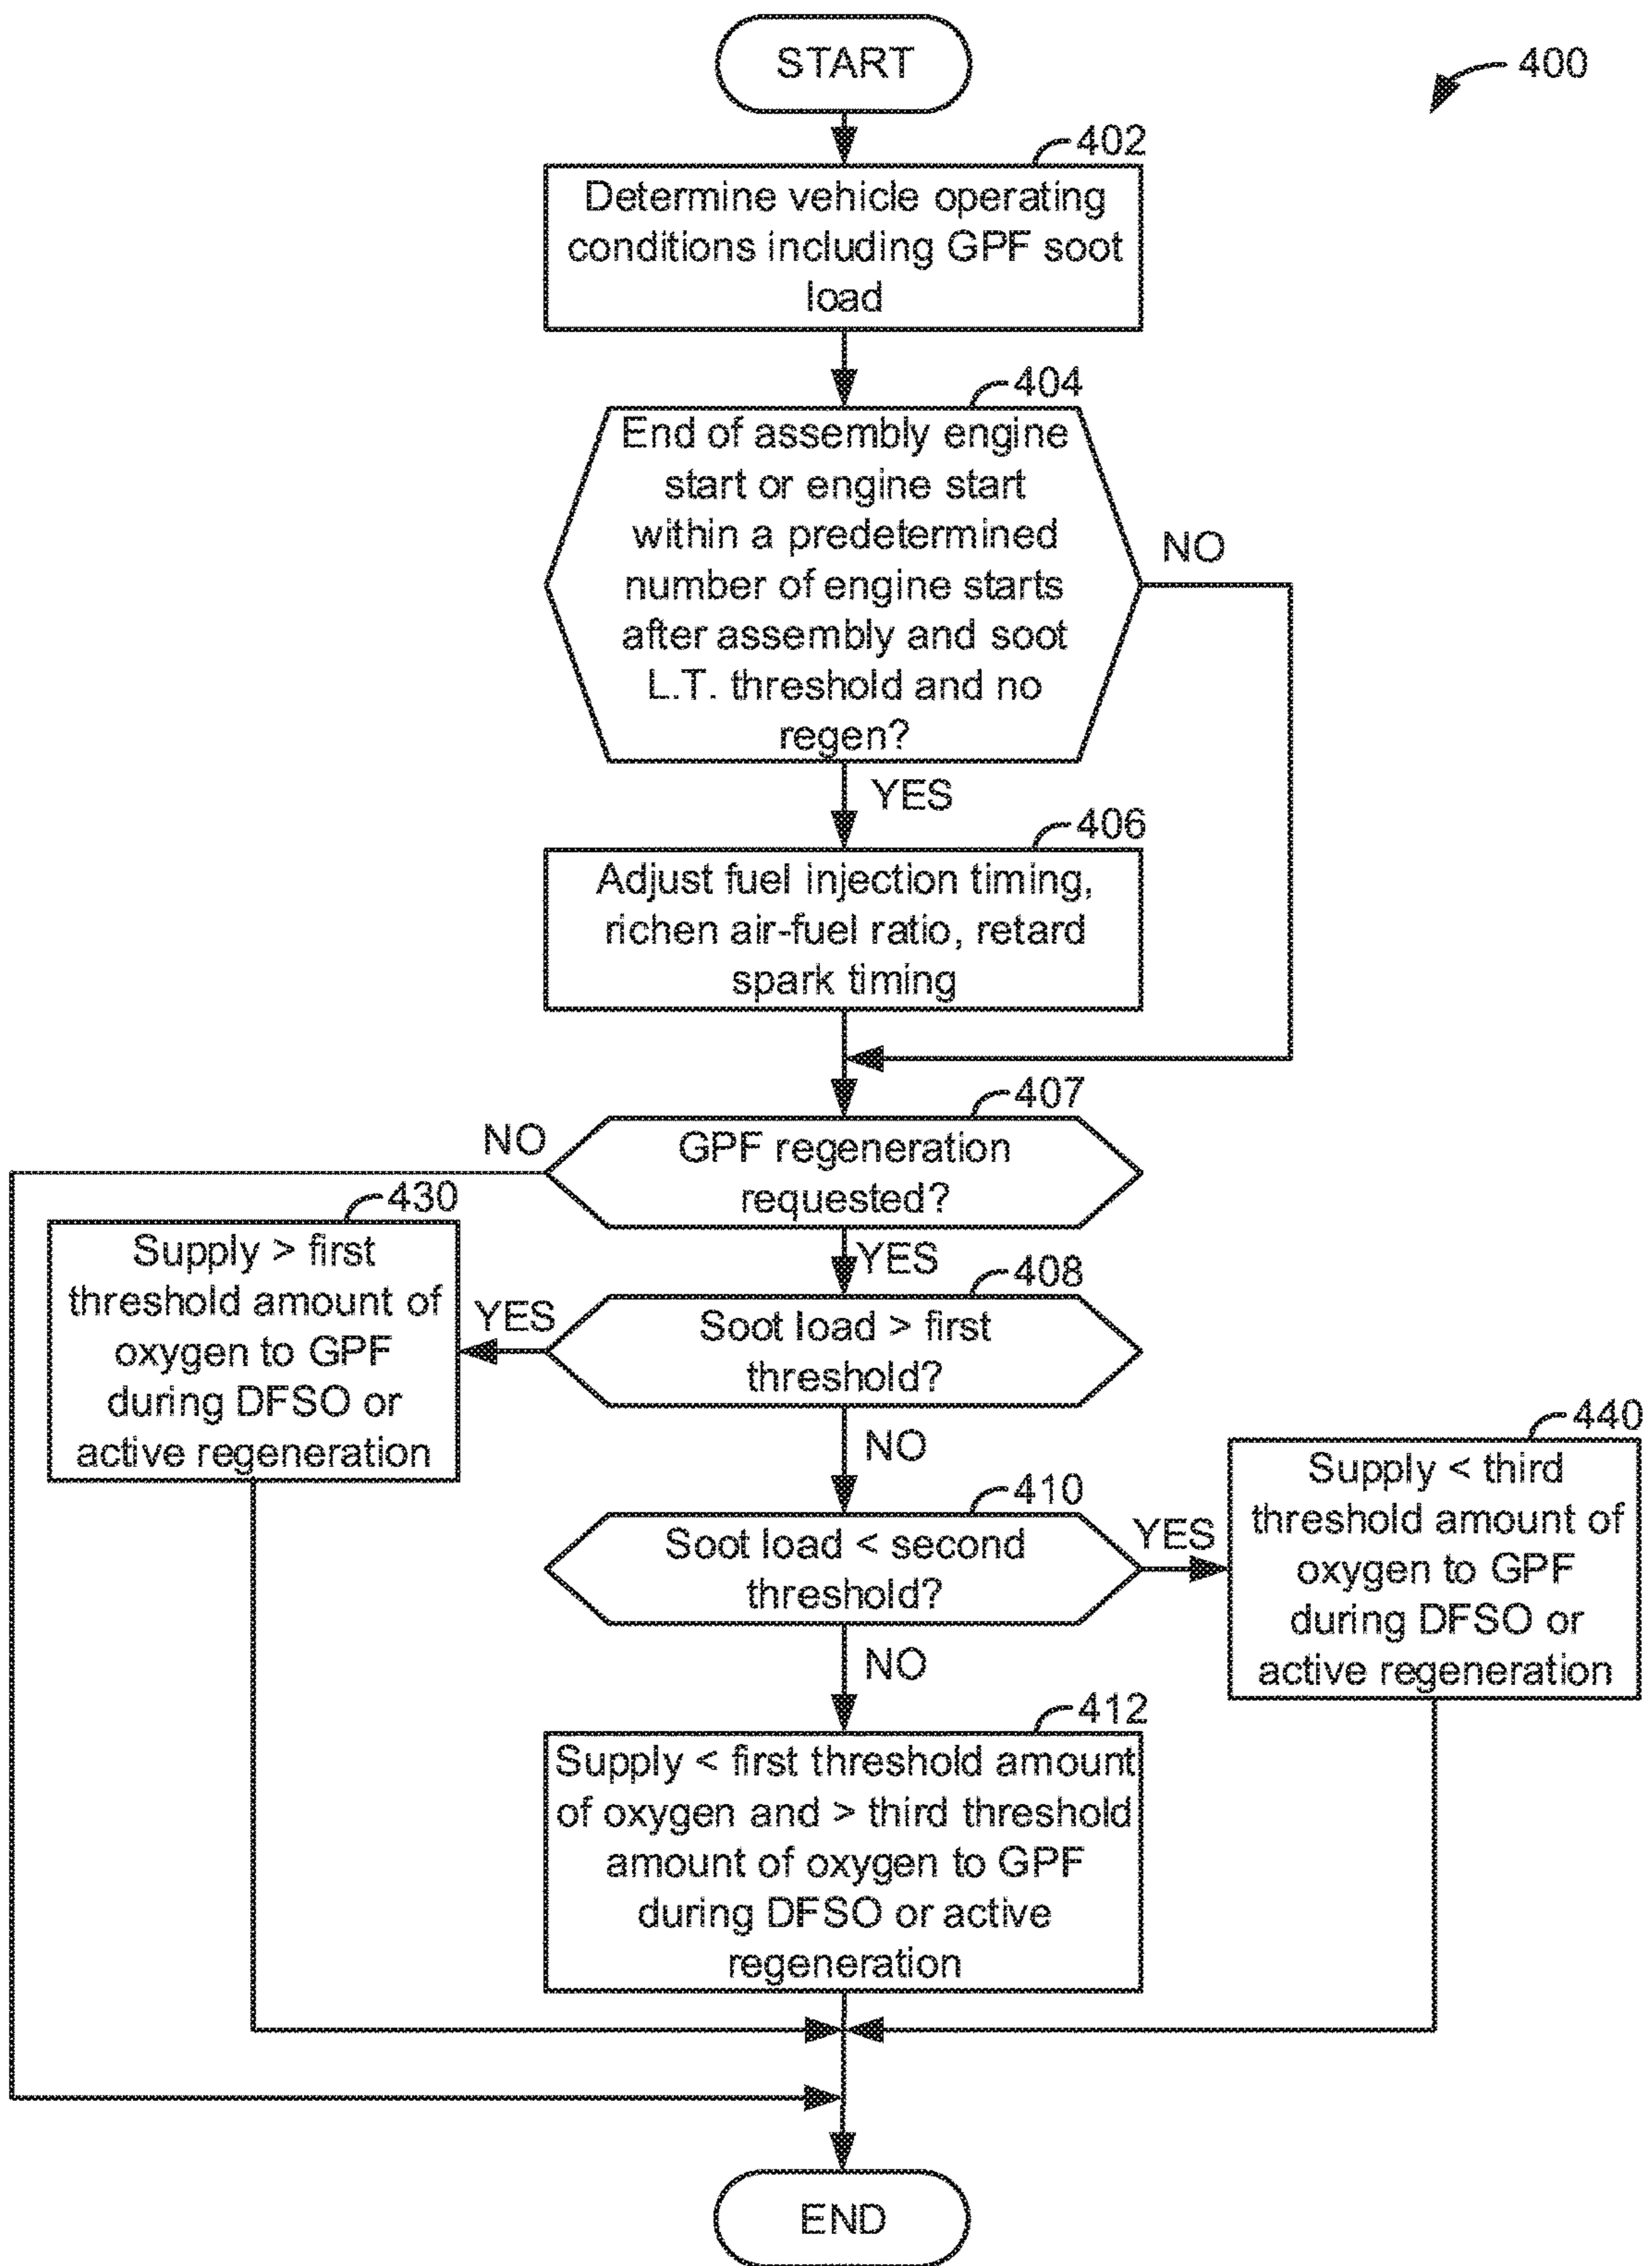 START
400
402
Determine vehicle operating
conditions including GPF soot
load
404
End of assembly engine
start or engine start
within a predetermined
number of engine starts
after assembly and soot
L.T. threshold and no
regen?
NO
YES
406
Adjust fuel injection timing,
richen air-fuel ratio, retard
spark timing
407
GPF regeneration
requested?
NO
YES
430
Supply > first
threshold amount of
oxygen to GPF
during DFSO or
active regeneration
408
Soot load > first
threshold?
YES
NO
410
Soot load < second
threshold?
YES
440
Supply < third
threshold amount of
oxygen to GPF
during DFSO or
active regeneration
NO
412
Supply < first threshold amount
of oxygen and > third threshold
amount of oxygen to GPF
during DFSO or active
regeneration
END